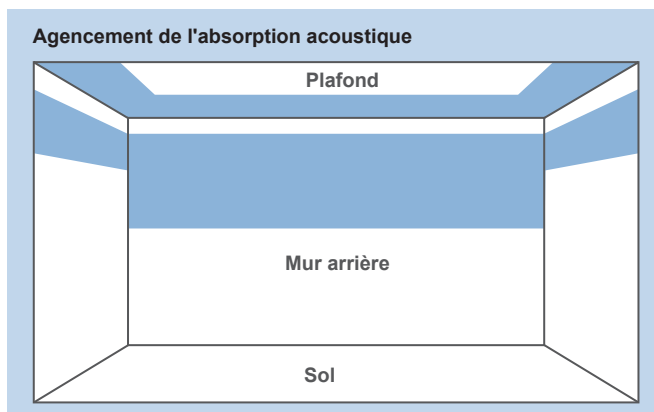 Agencement de l'absorption acoustique
Plafond
Mur arrière
Sol